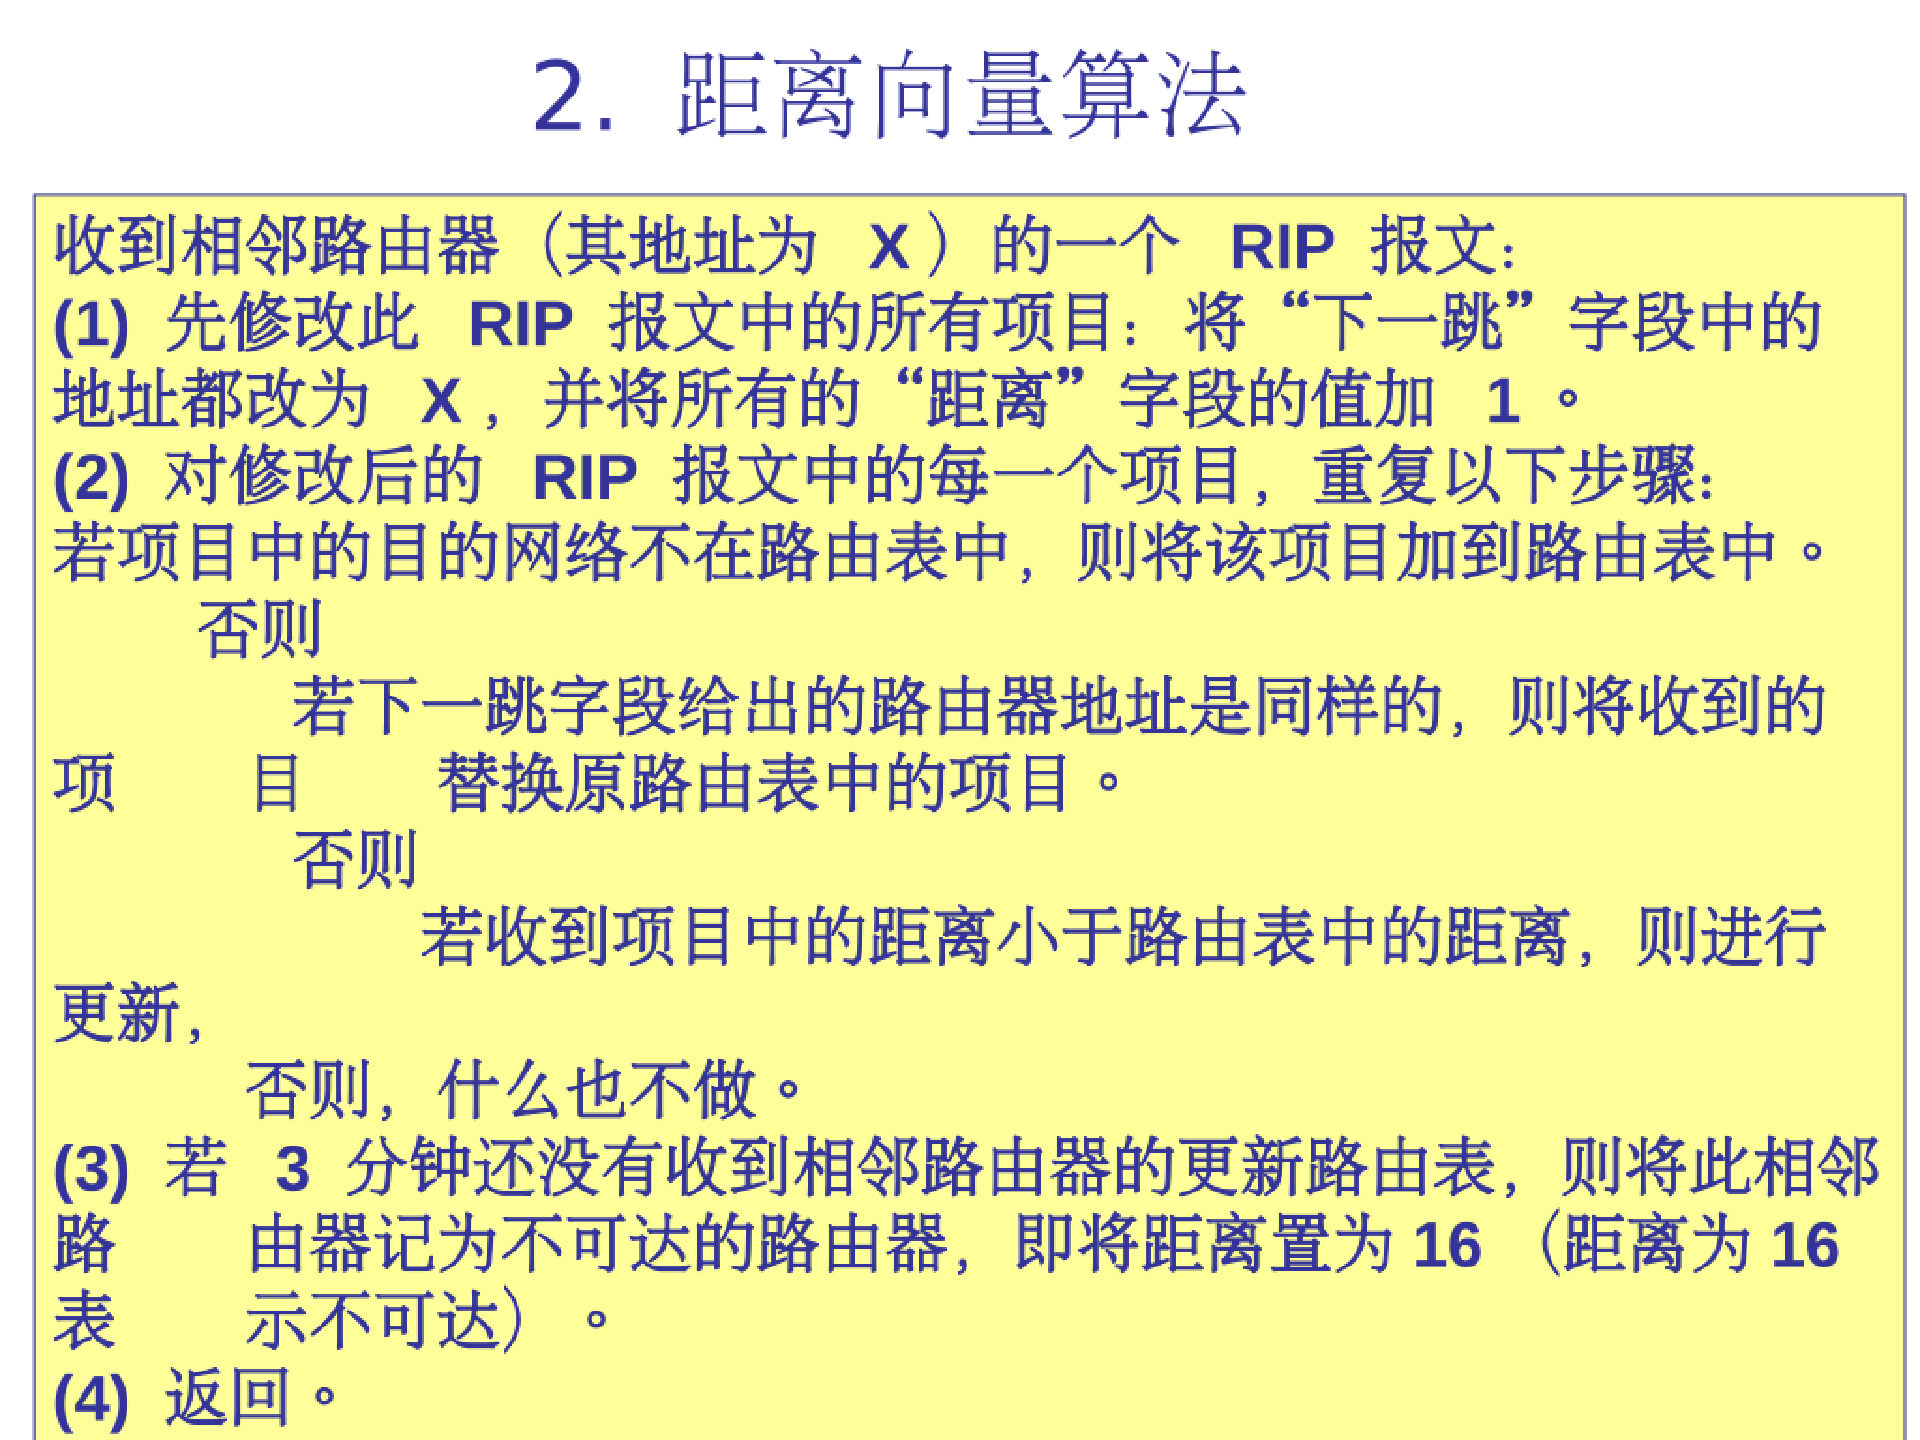 2. 距离向量算法
收到相邻路由器（其地址为 X）的一个 RIP 报文：
(1) 先修改此 RIP 报文中的所有项目：将“下一跳”字段中的
地址都改为 X，并将所有的“距离”字段的值加 1。
(2) 对修改后的 RIP 报文中的每一个项目，重复以下步骤：
若项目中的目的网络不在路由表中，则将该项目加到路由表中。
否则
若下一跳字段给出的路由器地址是同样的，则将收到的
项 目 替换原路由表中的项目。
否则
若收到项目中的距离小于路由表中的距离，则进行
更新，
否则，什么也不做。
(3) 若 3 分钟还没有收到相邻路由器的更新路由表，则将此相邻
路 由器记为不可达的路由器，即将距离置为16 （距离为16
表 示不可达）。
(4) 返回。